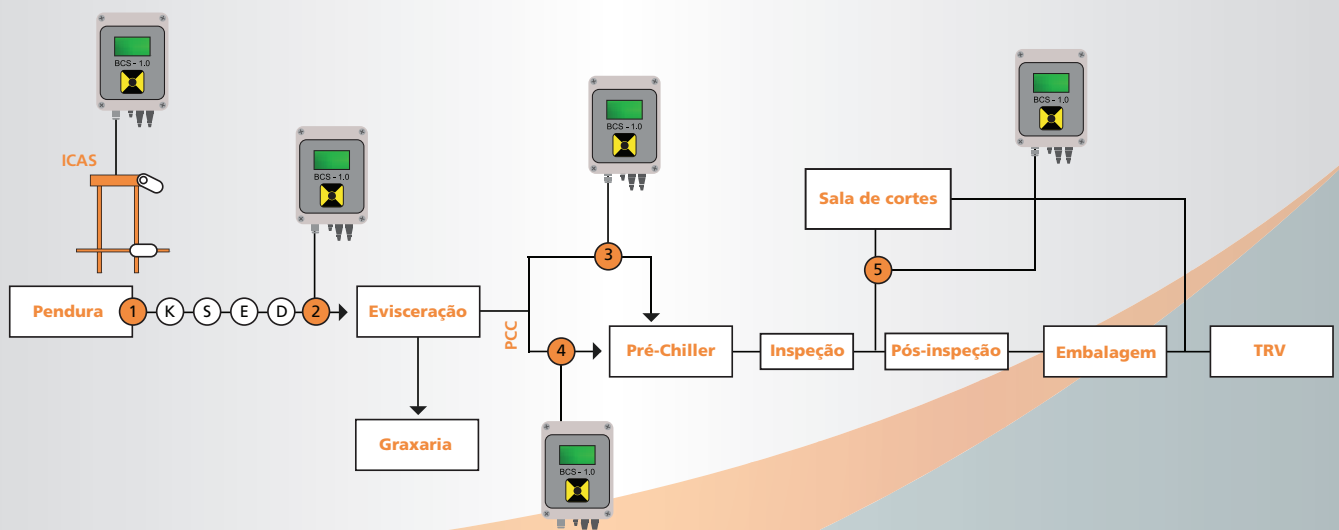 BCS - 1.0
ICAS
BCS - 1.0
BCS - 1.0
BCS - 1.0
Sala de cortes
3
5
Pendura
1
K
S
E
D
2
Evisceração
PCC
4
Pré-Chiller
Inspeção
Pós-inspeção
Embalagem
TRV
Graxaria
BCS - 1.0